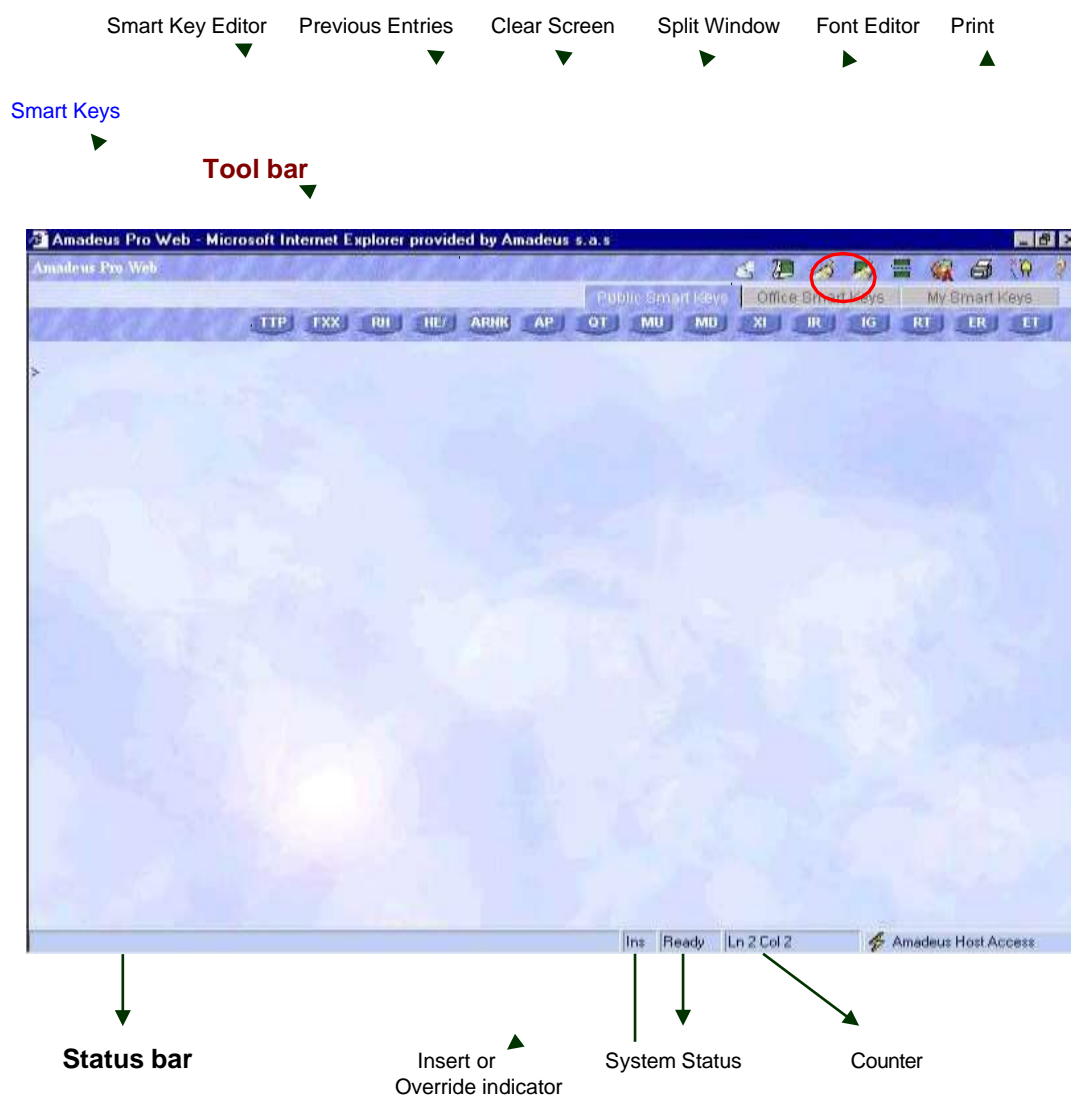 Smart Key Editor Previous Entries Clear Screen Split Window Font Editor Print
Smart Keys
Tool bar
Amadeus Pro Web - Microsoft Internet Explorer provided by Amadeus s.a.s
Amadeus Pro Web
Public Smart Keys Office Smart Keys My Smart Keys
TTP FXX RH HE/ ARNK AP QT MU MD XI IR IG RT ER ET
>
Ins Ready Ln 2 Col 2 Amadeus Host Access
Status bar Insert or System Status Counter
Override indicator